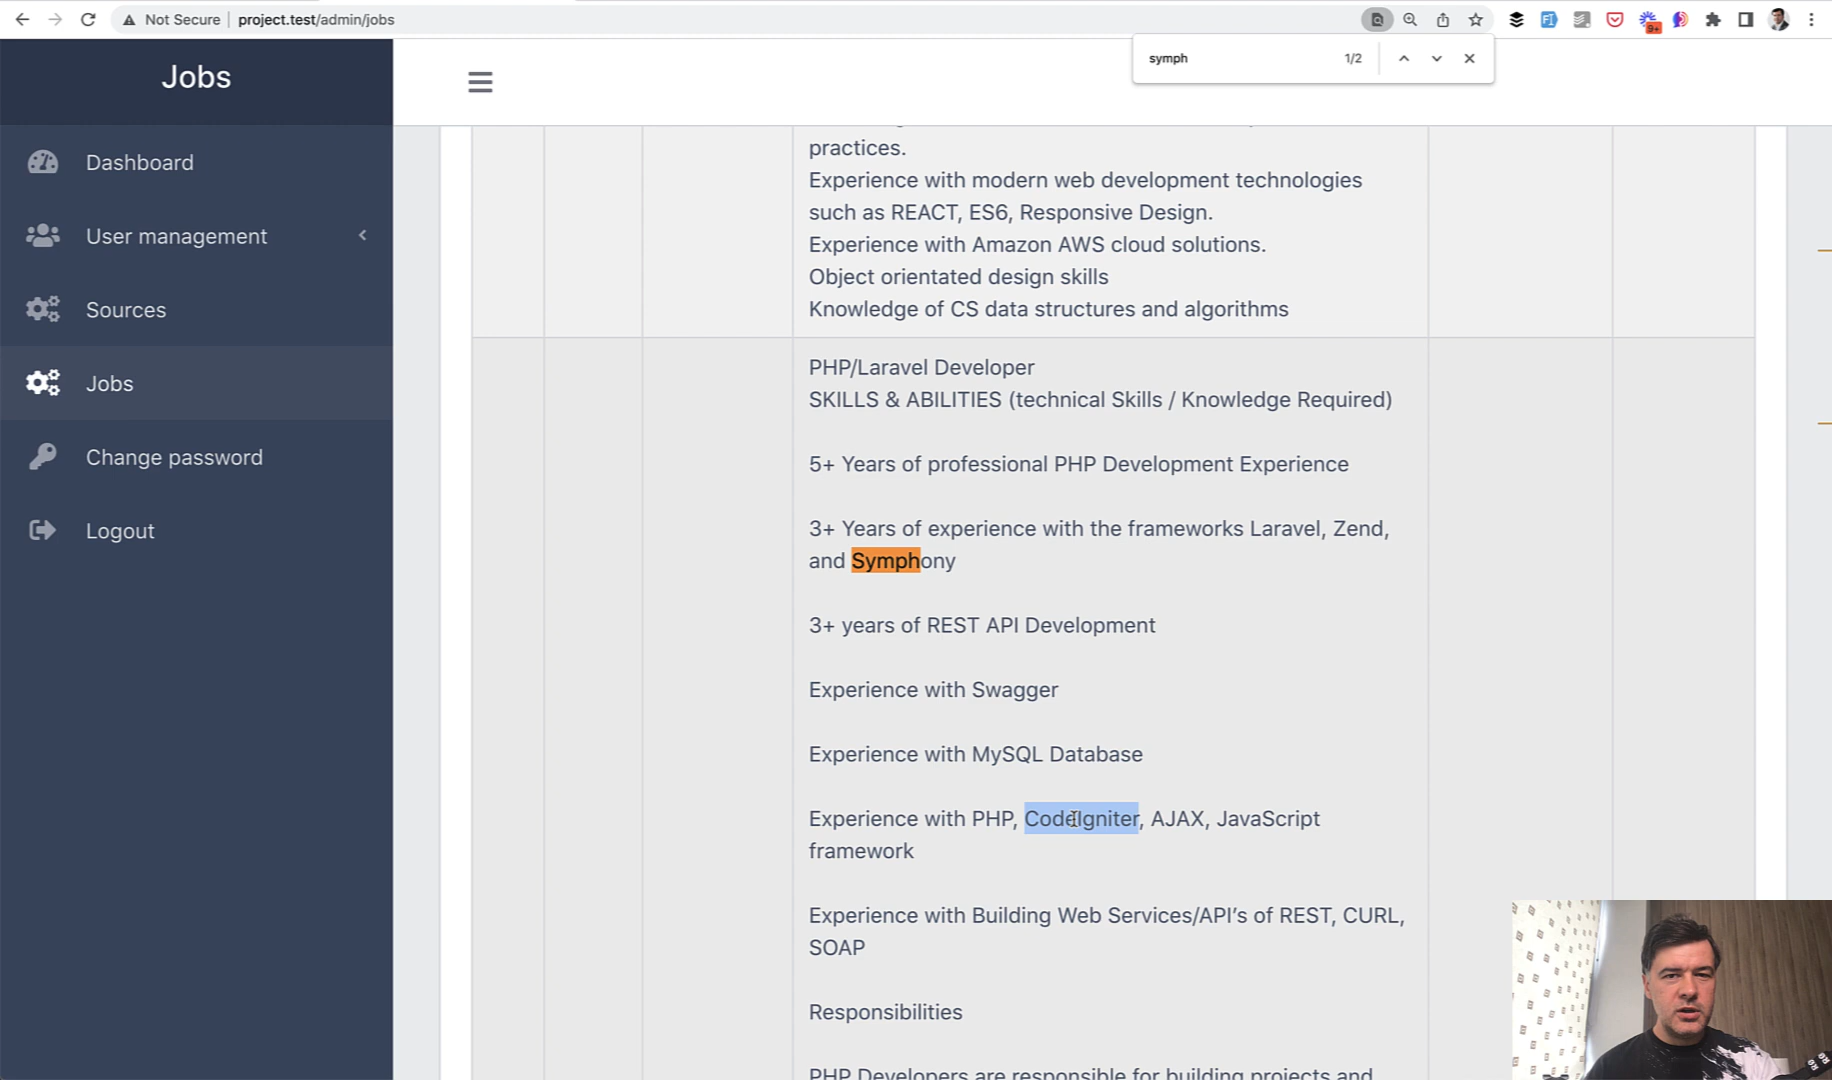 Not Secure
project.test/admin/jobs
9+
symph
1/2
Jobs
Dashboard
User management
Sources
Jobs
Change password
Logout
practices.
Experience with modern web development technologies
such as REACT, ES6, Responsive Design.
Experience with Amazon AWS cloud solutions.
Object orientated design skills
Knowledge of CS data structures and algorithms
PHP/Laravel Developer
SKILLS & ABILITIES (technical Skills / Knowledge Required)
5+ Years of professional PHP Development Experience
3+ Years of experience with the frameworks Laravel, Zend,
and Symphony
3+ years of REST API Development
Experience with Swagger
Experience with MySQL Database
Experience with PHP, CodeIgniter, AJAX, JavaScript
framework
Experience with Building Web Services/API’s of REST, CURL,
SOAP
Responsibilities
PHP Developers are responsible for building projects and